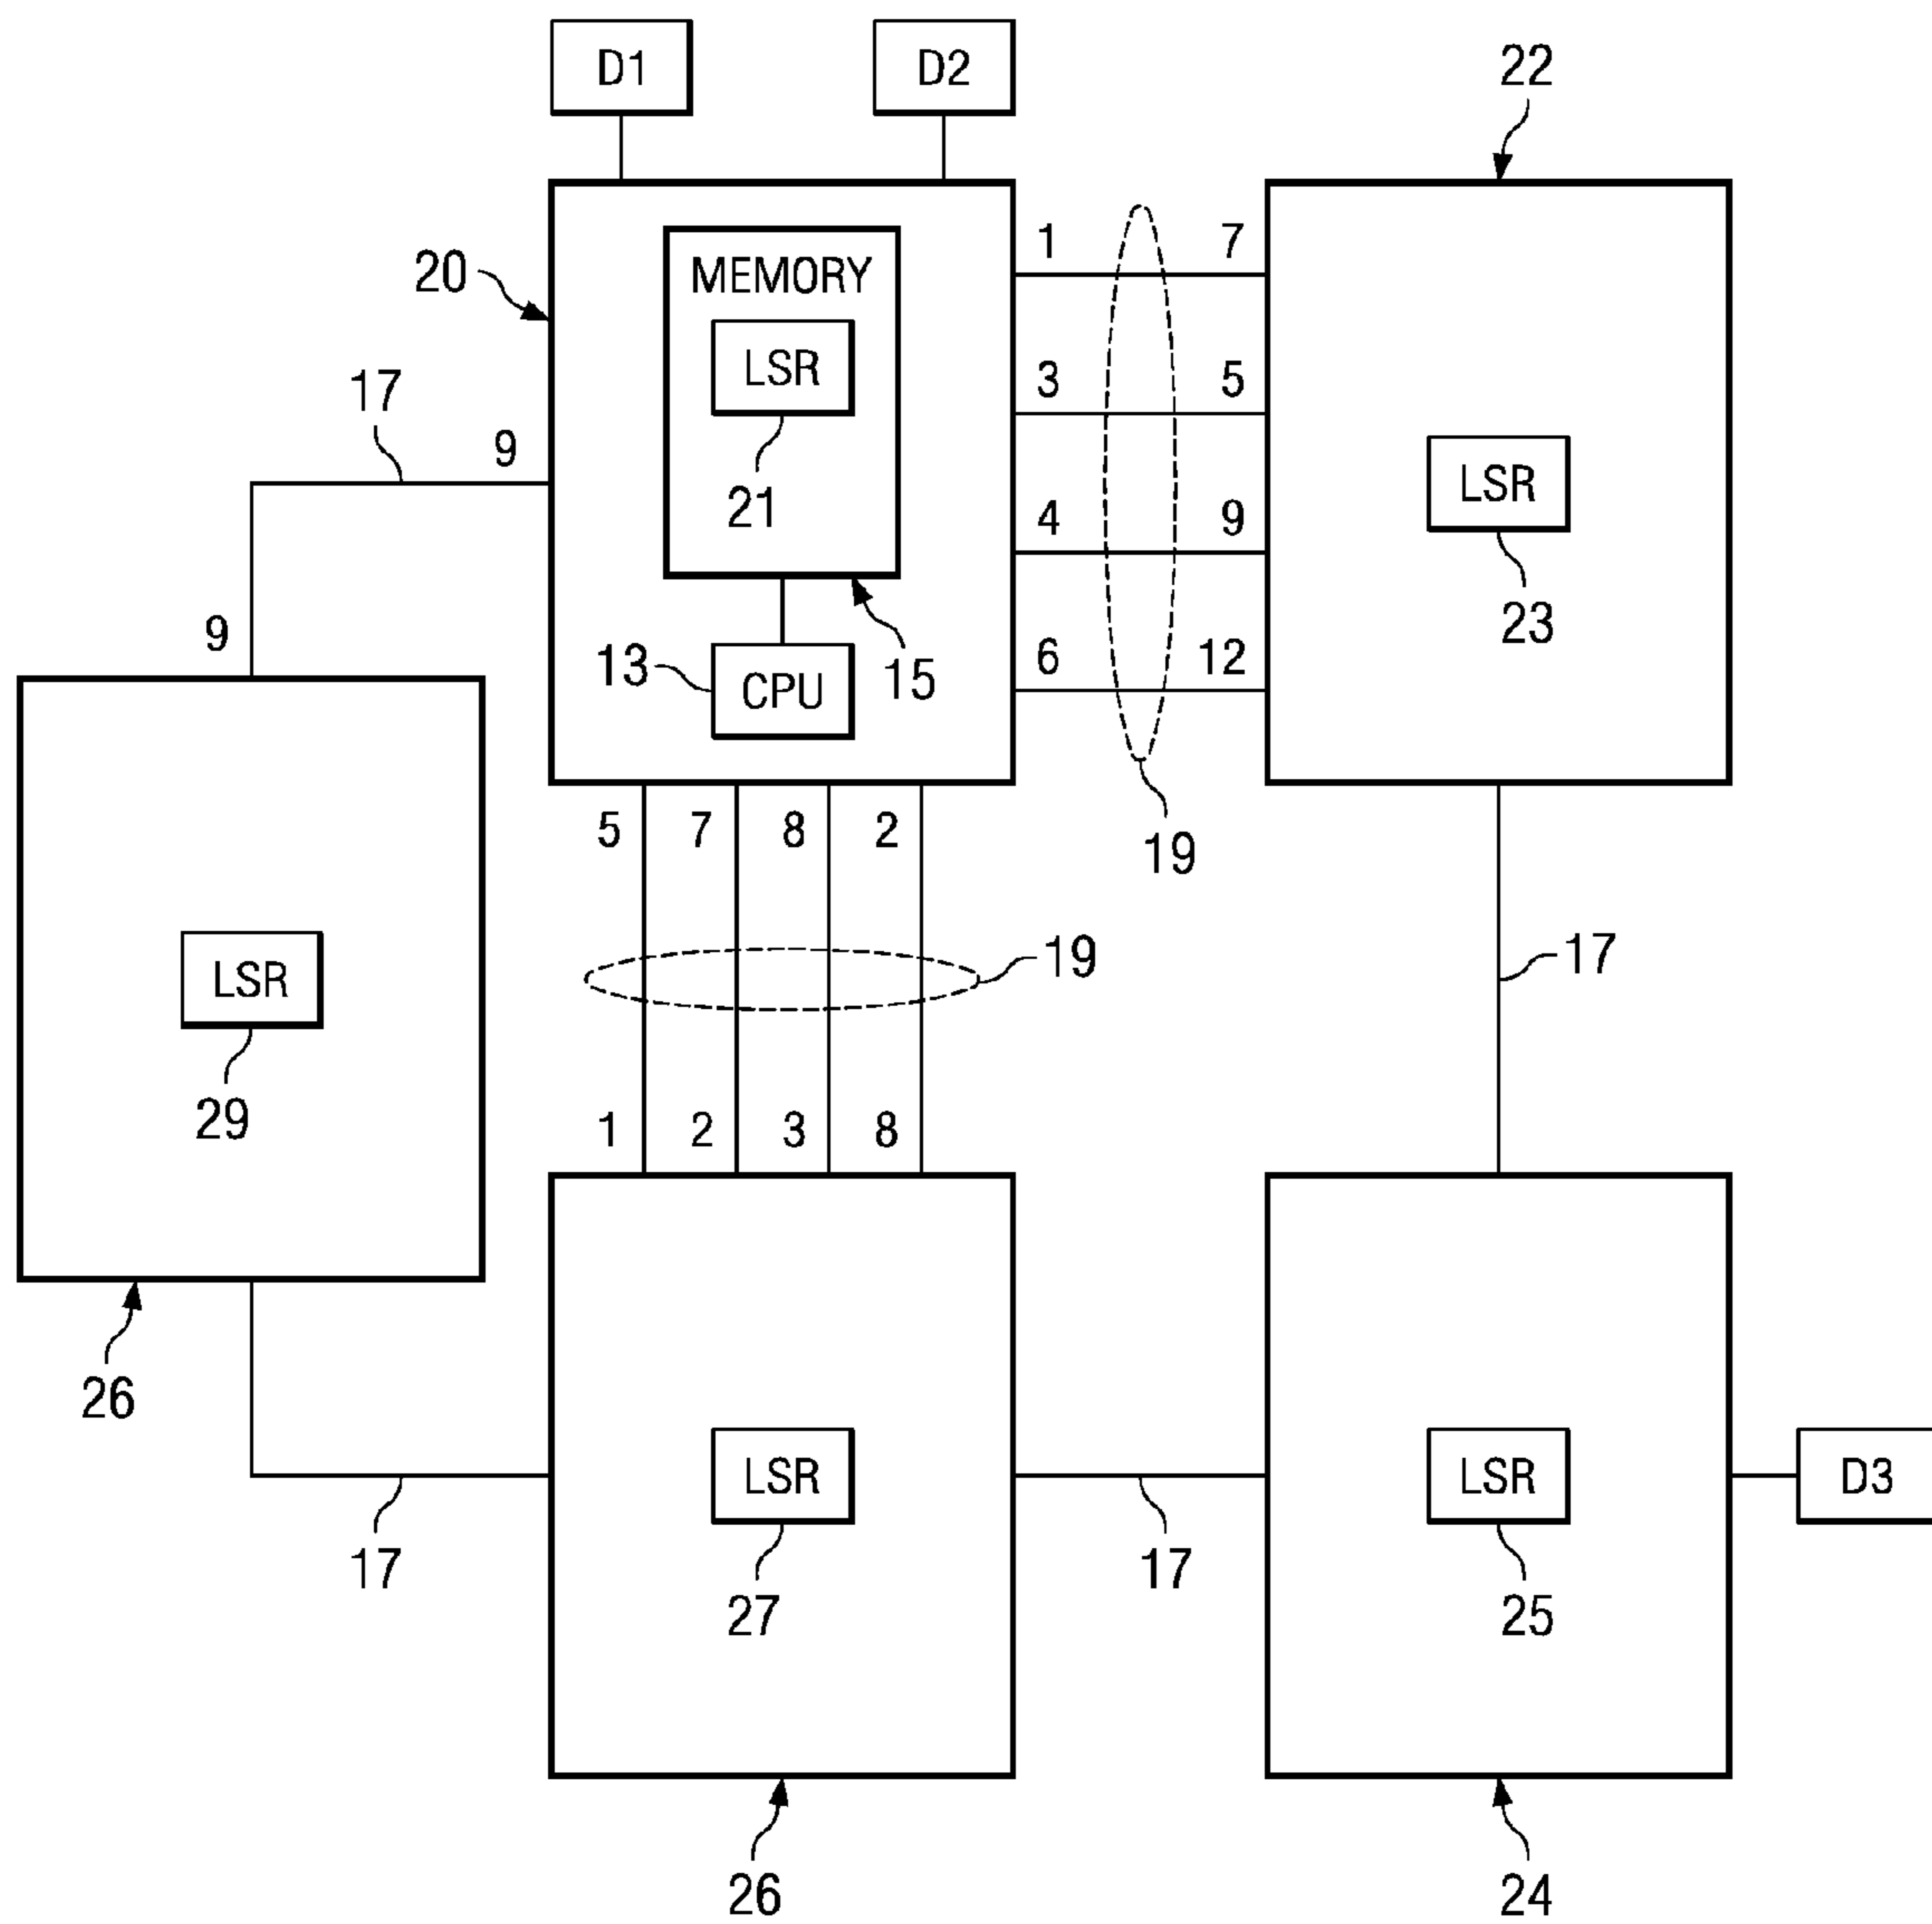 D1 D2
22
1 7
20 MEMORY
LSR
17 3 5
9 LSR
21 4 9
23
9 13 CPU 15 6 12
5 7 8 2 19
LSR 19 17
29 1 2 3 8
26
LSR LSR D3
17 27 17 25
26 24